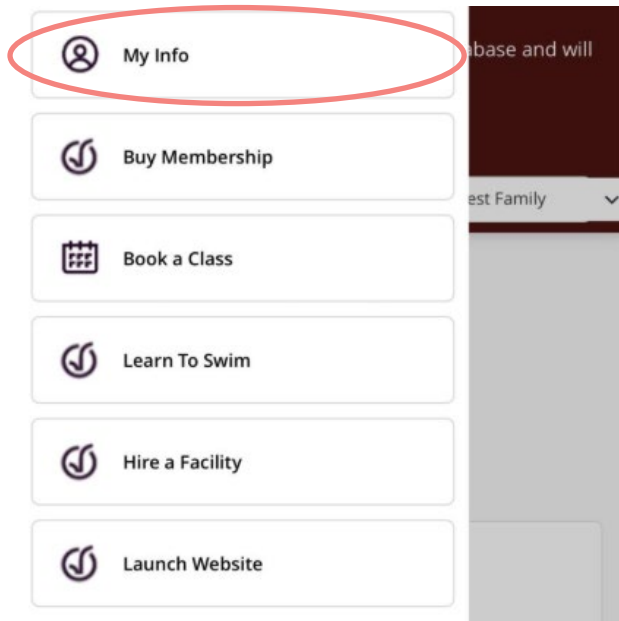 My Info
abase and will
Buy Membership
est Family
Book a Class
Learn To Swim
Hire a Facility
Launch Website